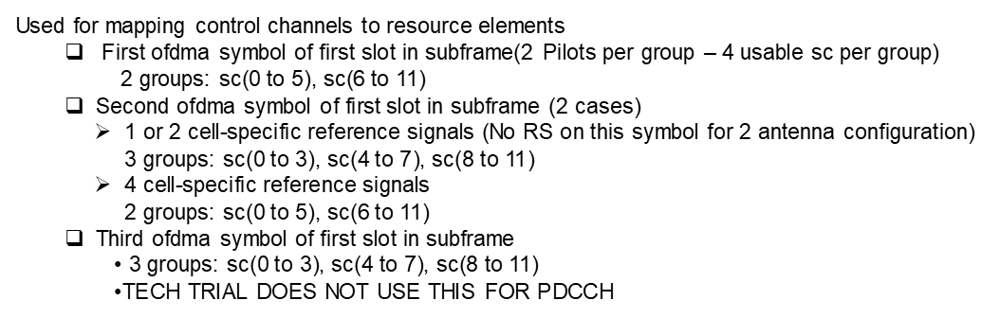 Used for mapping control channels to resource elements
❑ First ofdma symbol of first slot in subframe(2 Pilots per group – 4 usable sc per group)
2 groups: sc(0 to 5), sc(6 to 11)
❑ Second ofdma symbol of first slot in subframe (2 cases)
➢ 1 or 2 cell-specific reference signals (No RS on this symbol for 2 antenna configuration)
3 groups: sc(0 to 3), sc(4 to 7), sc(8 to 11)
➢ 4 cell-specific reference signals
2 groups: sc(0 to 5), sc(6 to 11)
❑ Third ofdma symbol of first slot in subframe
• 3 groups: sc(0 to 3), sc(4 to 7), sc(8 to 11)
•TECH TRIAL DOES NOT USE THIS FOR PDCCH